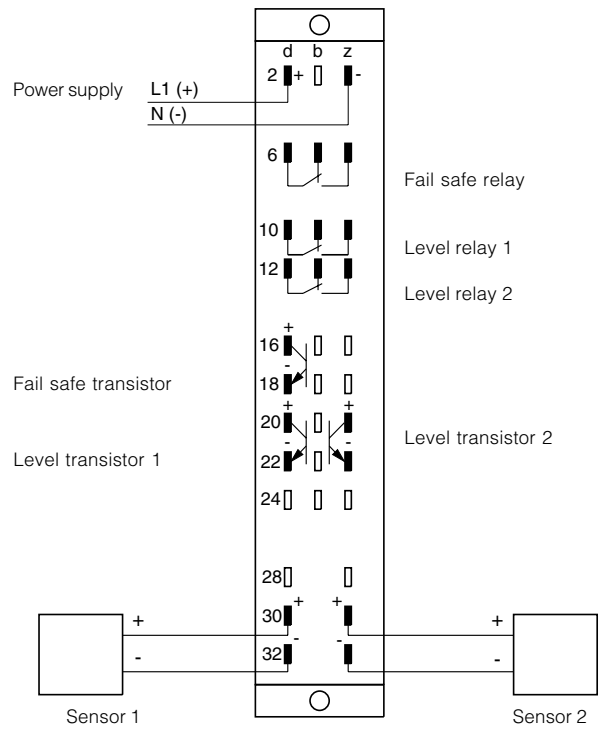 d b z
2 + -
Power supply L1 (+)
N (-)
6
Fail safe relay
10
Level relay 1
12
Level relay 2
+
16
-
Fail safe transistor 18
+ +
20
Level transistor 2
- -
Level transistor 1 22
24
28
+ +
30
+ +
- -
32
- -
Sensor 1 Sensor 2